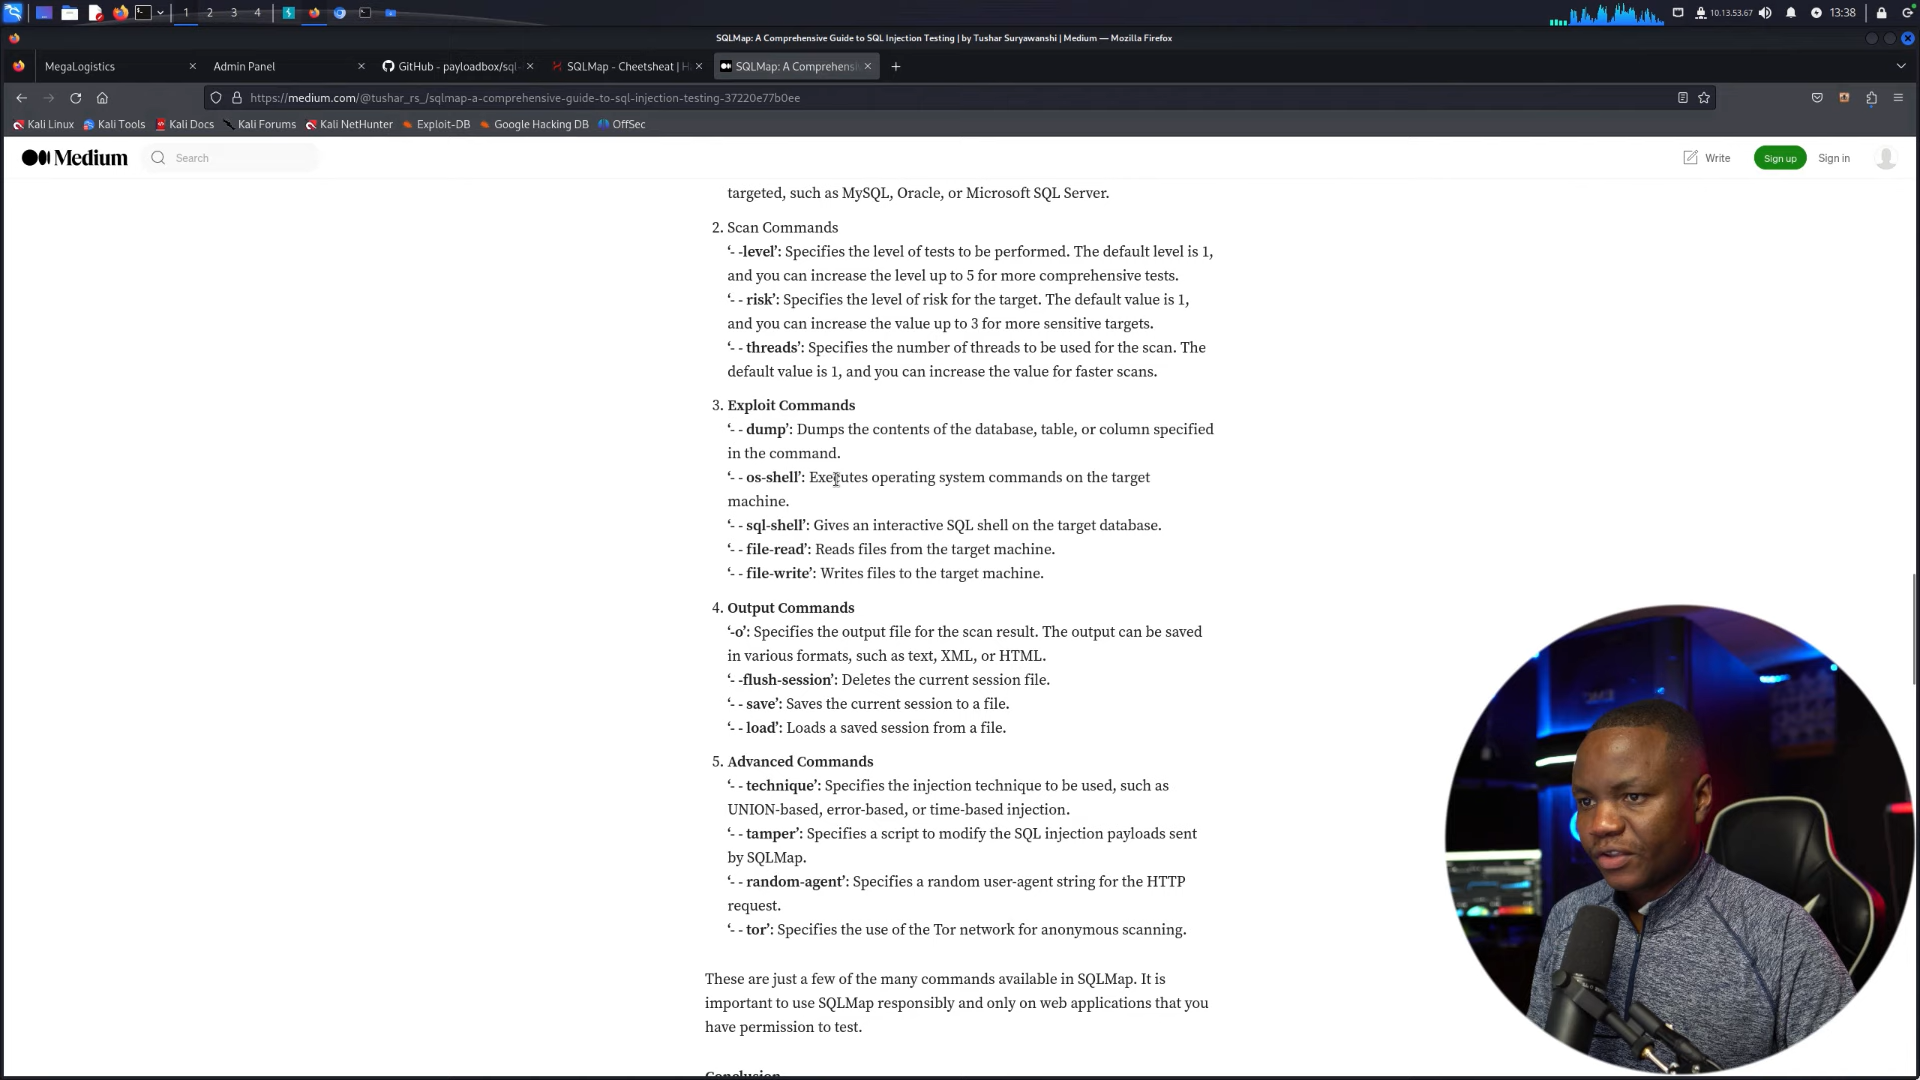 1
2
3
4
10.13.53.67
13:38
SQLMap: A Comprehensive Guide to SQL Injection Testing | by Tushar Suryawanshi | Medium — Mozilla Firefox
MegaLogistics
Admin Panel
GitHub - payloadbox/sql-
SQLMap - Cheetsheat | H
SQLMap: A Comprehensi
https://medium.com/@tushar_rs_/sqlmap-a-comprehensive-guide-to-sql-injection-testing-37220e77b0ee
Kali Linux
Kali Tools
Kali Docs
Kali Forums
Kali NetHunter
Exploit-DB
Google Hacking DB
OffSec
Medium
Search
Write
Sign up
Sign in
targeted, such as MySQL, Oracle, or Microsoft SQL Server.
2. Scan Commands
‘- -level’: Specifies the level of tests to be performed. The default level is 1,
and you can increase the level up to 5 for more comprehensive tests.
‘- - risk’: Specifies the level of risk for the target. The default value is 1,
and you can increase the value up to 3 for more sensitive targets.
‘- - threads’: Specifies the number of threads to be used for the scan. The
default value is 1, and you can increase the value for faster scans.
3. Exploit Commands
‘- - dump’: Dumps the contents of the database, table, or column specified
in the command.
‘- - os-shell’: Executes operating system commands on the target
machine.
‘- - sql-shell’: Gives an interactive SQL shell on the target database.
‘- - file-read’: Reads files from the target machine.
‘- - file-write’: Writes files to the target machine.
4. Output Commands
‘-o’: Specifies the output file for the scan result. The output can be saved
in various formats, such as text, XML, or HTML.
‘- -flush-session’: Deletes the current session file.
‘- - save’: Saves the current session to a file.
‘- - load’: Loads a saved session from a file.
5. Advanced Commands
‘- - technique’: Specifies the injection technique to be used, such as
UNION-based, error-based, or time-based injection.
‘- - tamper’: Specifies a script to modify the SQL injection payloads sent
by SQLMap.
‘- - random-agent’: Specifies a random user-agent string for the HTTP
request.
‘- - tor’: Specifies the use of the Tor network for anonymous scanning.
These are just a few of the many commands available in SQLMap. It is
important to use SQLMap responsibly and only on web applications that you
have permission to test.
Conclusion